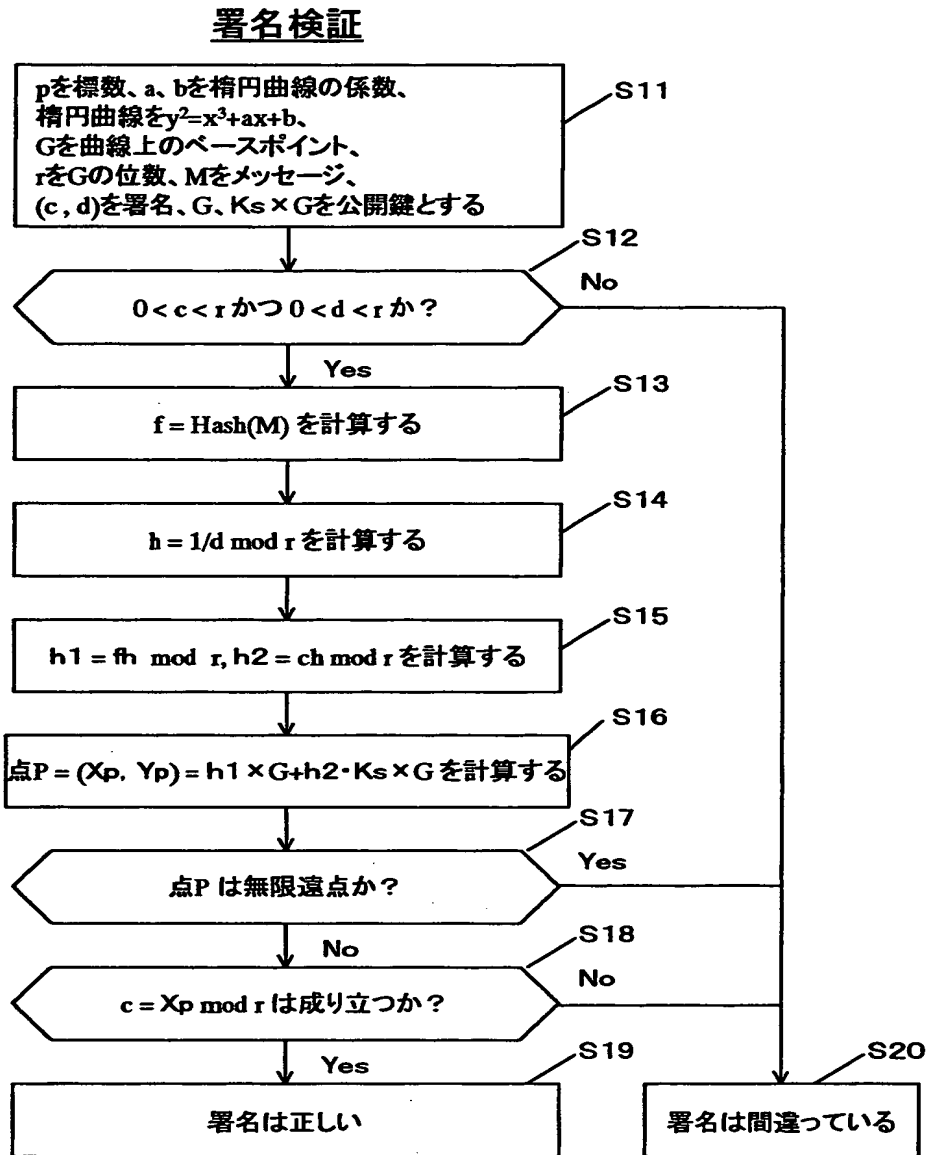 署名検証
pを標数、a、bを楕円曲線の係数、
楕円曲線をy²=x³+ax+b、
Gを曲線上のベースポイント、
rをGの位数、Mをメッセージ、
(c , d)を署名、G、Ks×Gを公開鍵とする
S11
S12
0 < c < r かつ 0 < d < r か？
No
Yes
S13
f = Hash(M) を計算する
S14
h = 1/d mod r を計算する
S15
h1 = fh mod r, h2 = ch mod r を計算する
S16
点P = (Xp, Yp) = h1 ×G+h2・Ks×G を計算する
S17
点P は無限遠点か？
Yes
No
S18
c = Xp mod r は成り立つか？
No
Yes
S19
署名は正しい
S20
署名は間違っている